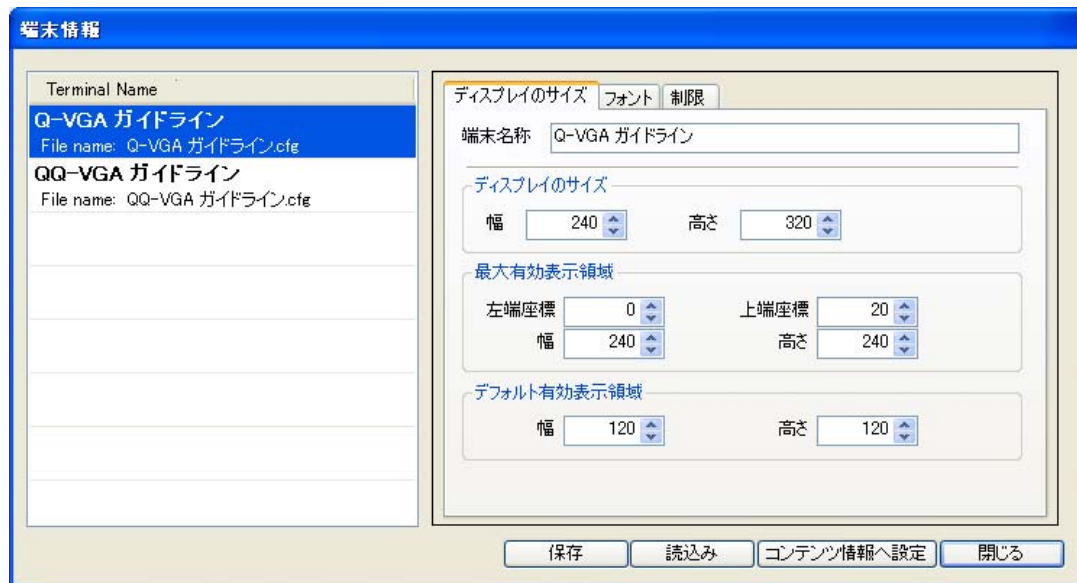 端末情報
Terminal Name
Q-VGA ガイドライン
File name: Q-VGA ガイドライン.cfg
QQ-VGA ガイドライン
File name: QQ-VGA ガイドライン.cfg
ディスプレイのサイズ フォント 制限
端末名称 Q-VGA ガイドライン
ディスプレイのサイズ
幅 240 高さ 320
最大有効表示領域
左端座標 0 上端座標 20
幅 240 高さ 240
デフォルト有効表示領域
幅 120 高さ 120
保存 読込み コンテンツ情報へ設定 閉じる